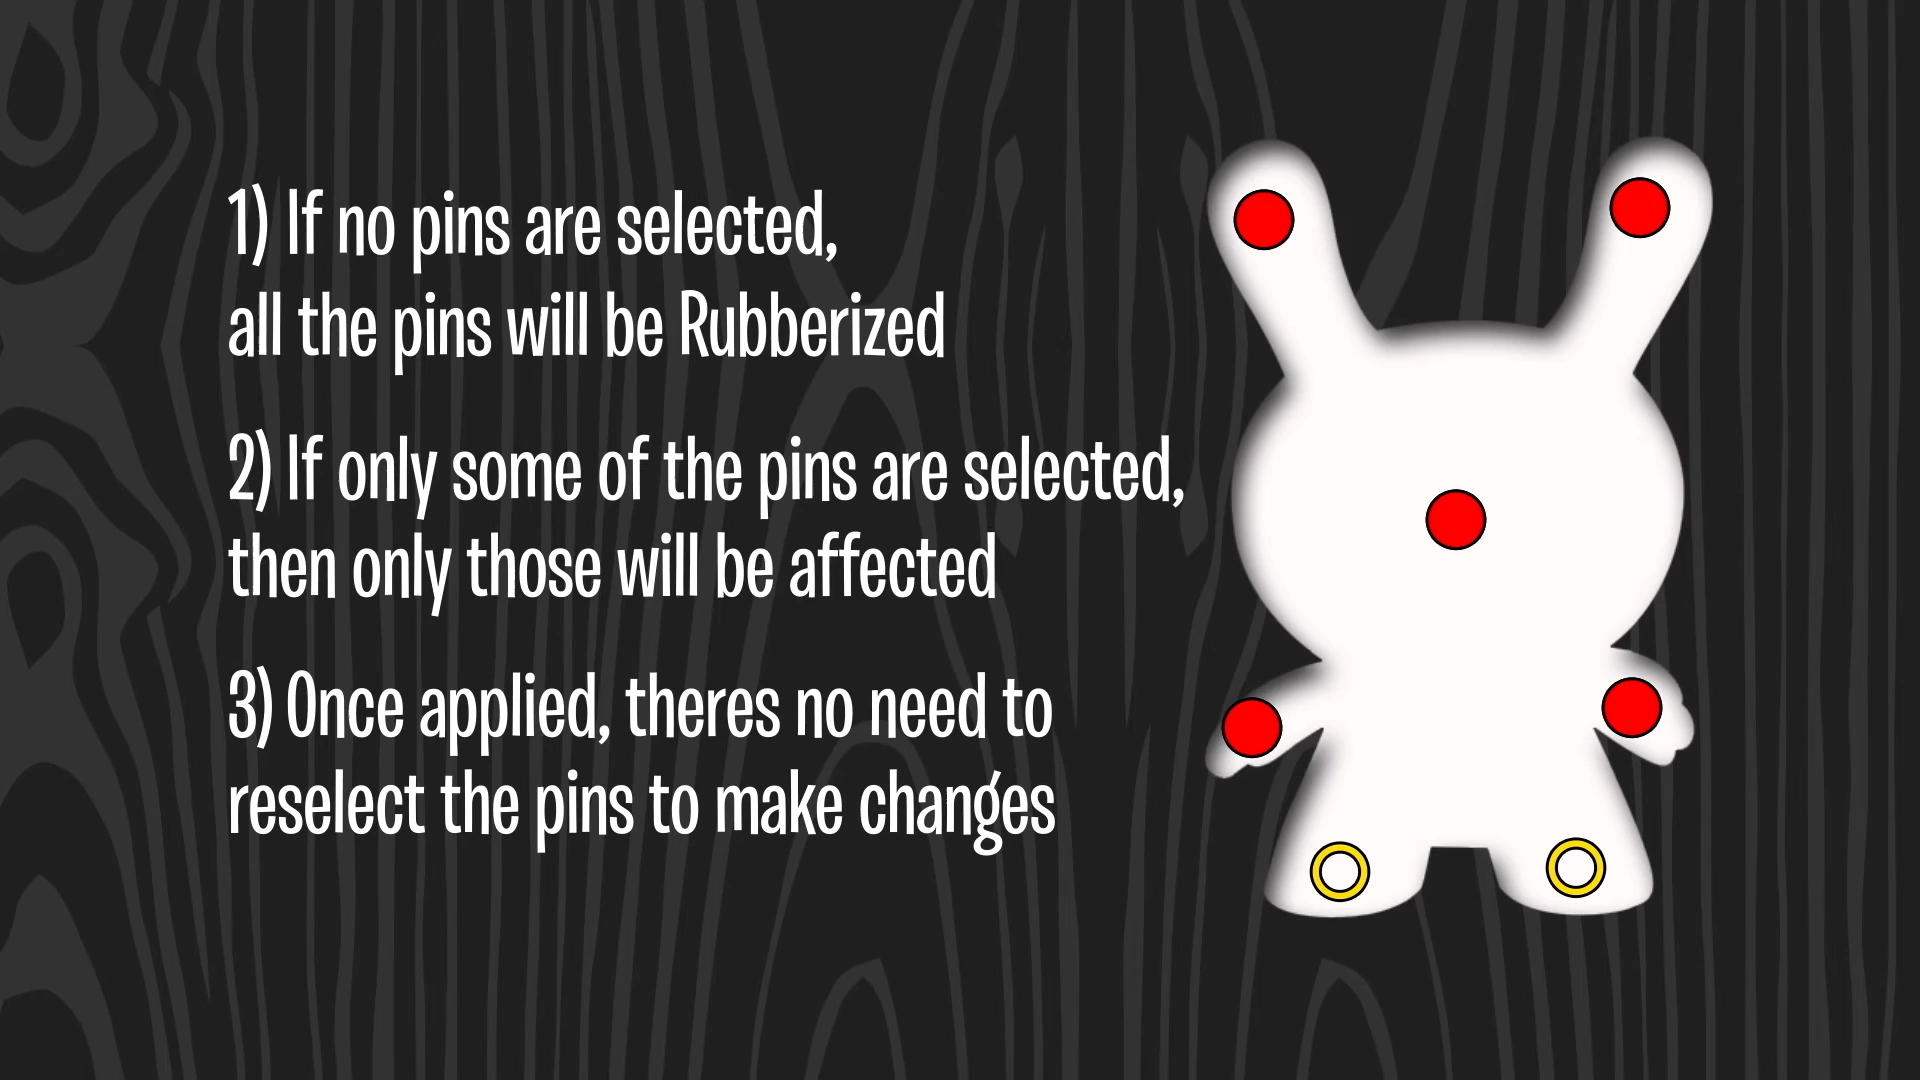 1) If no pins are selected,
all the pins will be Rubberized
2) If only some of the pins are selected,
then only those will be affected
3) Once applied, theres no need to
reselect the pins to make changes